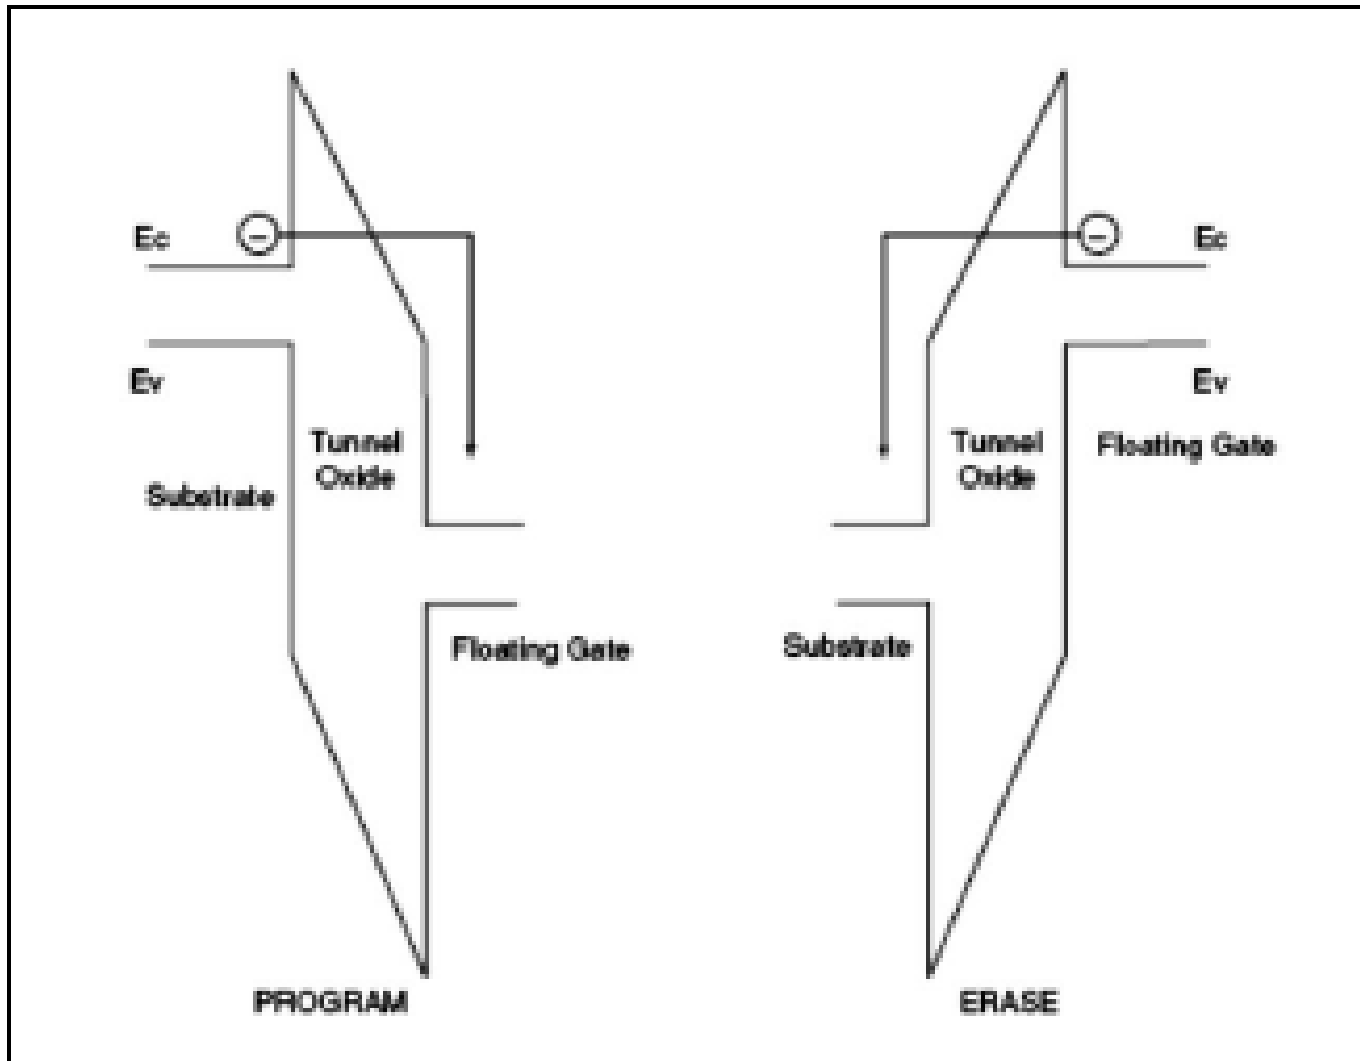 Ec
Ev
Tunnel
Oxide
Substrate
Floating Gate
PROGRAM
Ec
Ev
Tunnel
Oxide
Floating Gate
Substrate
ERASE